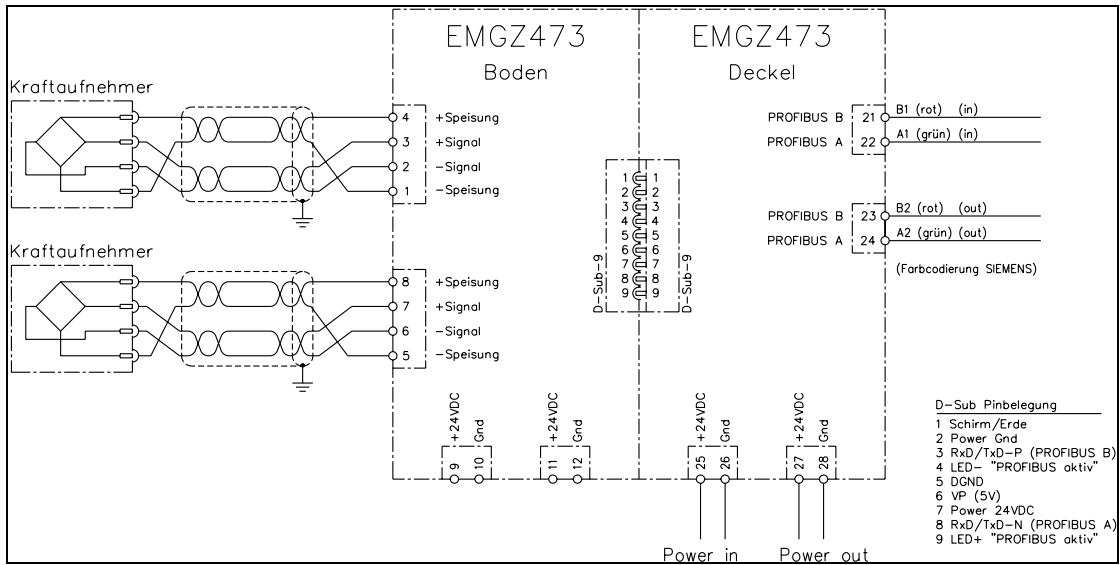 EMGZ473
Boden
EMGZ473
Deckel
Kraftaufnehmer
4 +Speisung
3 +Signal
2 -Signal
1 -Speisung
Kraftaufnehmer
8 +Speisung
7 +Signal
6 -Signal
5 -Speisung
D-Sub-9
1 1
2 2
3 3
4 4
5 5
6 6
7 7
8 8
9 9
D-Sub-9
PROFIBUS B 21 B1 (rot) (in)
PROFIBUS A 22 A1 (grün) (in)
PROFIBUS B 23 B2 (rot) (out)
PROFIBUS A 24 A2 (grün) (out)
(Farbcodierung SIEMENS)
+24VDC
Gnd
9
10
+24VDC
Gnd
11
12
+24VDC
Gnd
25
26
+24VDC
Gnd
27
28
Power in
Power out
D-Sub Pinbelegung
1 Schirm/Erde
2 Power Gnd
3 RxD/TxD-P (PROFIBUS B)
4 LED- "PROFIBUS aktiv"
5 DGND
6 VP (5V)
7 Power 24VDC
8 RxD/TxD-N (PROFIBUS A)
9 LED+ "PROFIBUS aktiv"